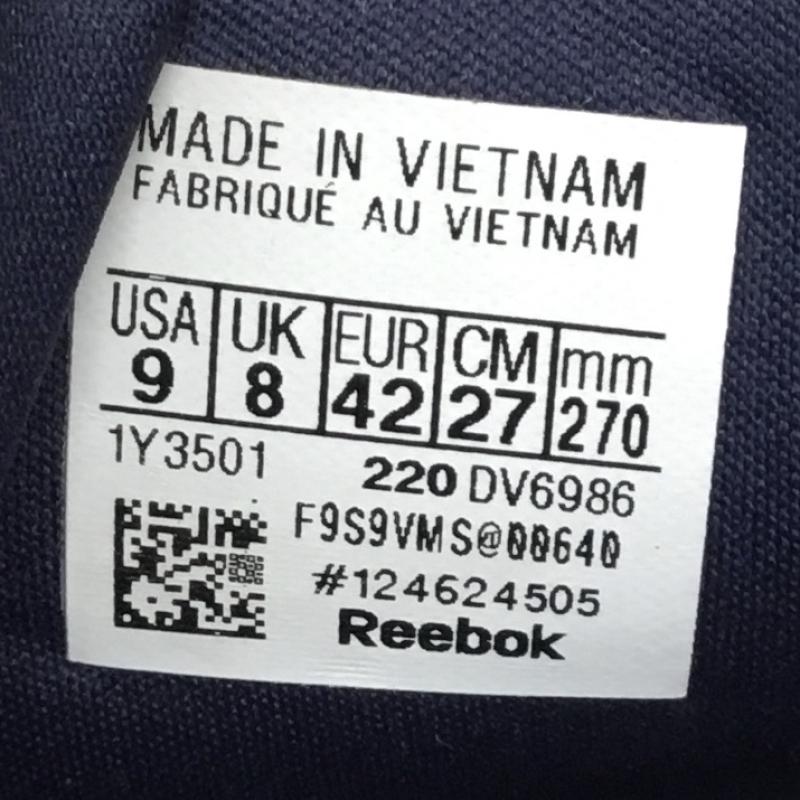 MADE IN VIETNAM
FABRIQUÉ AU VIETNAM
USA UK EUR CM mm
9 8 42 27 270
1Y3501 220 DV6986
F9S9VMS@00640
#124624505
Reebok